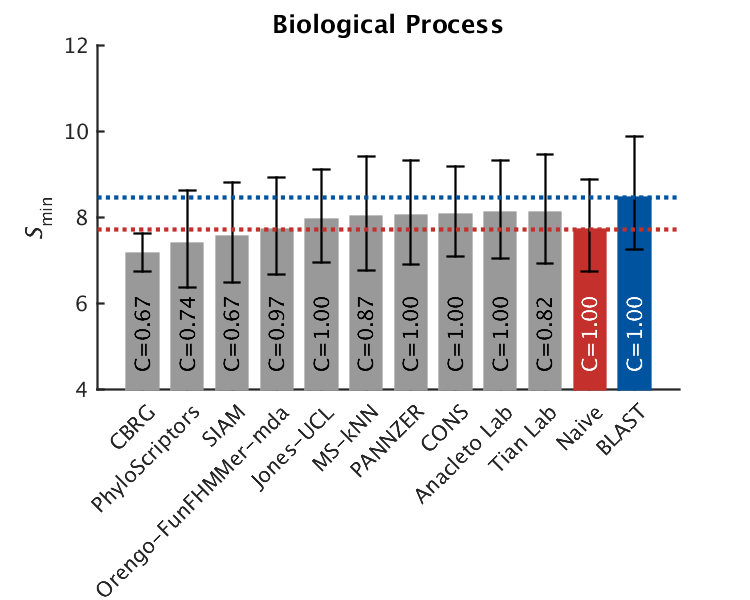 Biological Process
12
10
8
6
4
Smin
C=0.67
C=0.74
C=0.67
C=0.97
C=1.00
C=0.87
C=1.00
C=1.00
C=1.00
C=0.82
C=1.00
C=1.00
CBRG
PhyloScriptors
SIAM
Orengo-FunFHMMer-mda
Jones-UCL
MS-kNN
PANNZER
CONS
Anacleto Lab
Tian Lab
Naive
BLAST